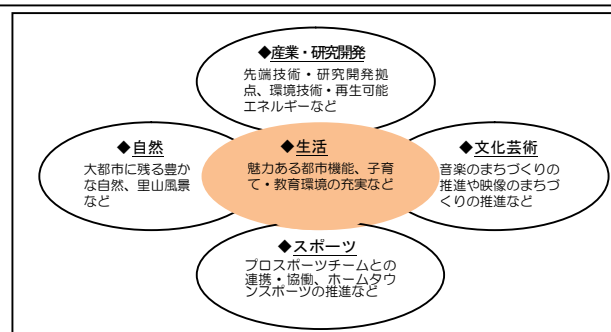 ◆産業・研究開発
先端技術・研究開発拠
点、環境技術・再生可能
エネルギーなど
◆自然
大都市に残る豊か
な自然、里山風景
など
◆生活
魅力ある都市機能、子育
て・教育環境の充実など
◆文化芸術
音楽のまちづくりの
推進や映像のまちづ
くりの推進など
◆スポーツ
プロスポーツチームとの
連携・協働、ホームタウ
ンスポーツの推進など